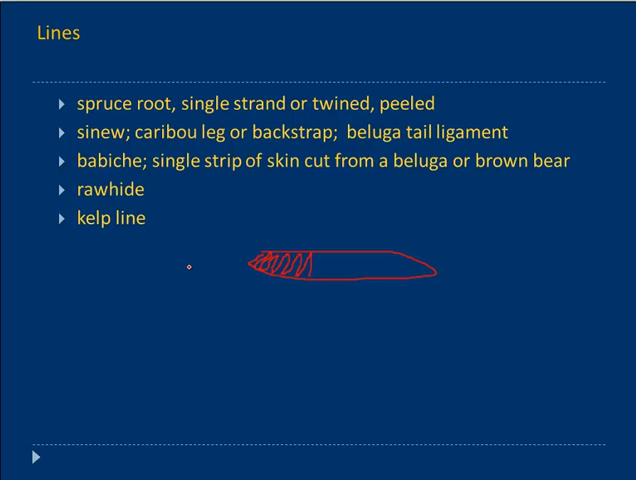 Lines
spruce root, single strand or twined, peeled
sinew; caribou leg or backstrap;  beluga tail ligament
babiche; single strip of skin cut from a beluga or brown bear
rawhide
kelp line